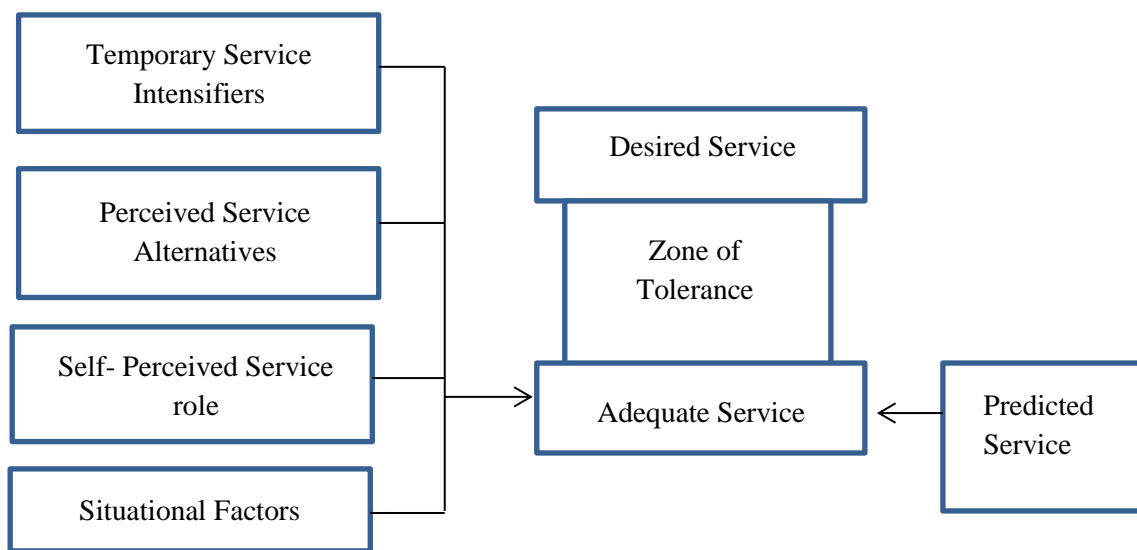 Temporary Service
Intensifiers
Perceived Service
Alternatives
Self- Perceived Service
role
Situational Factors
Desired Service
Zone of
Tolerance
Adequate Service
Predicted
Service